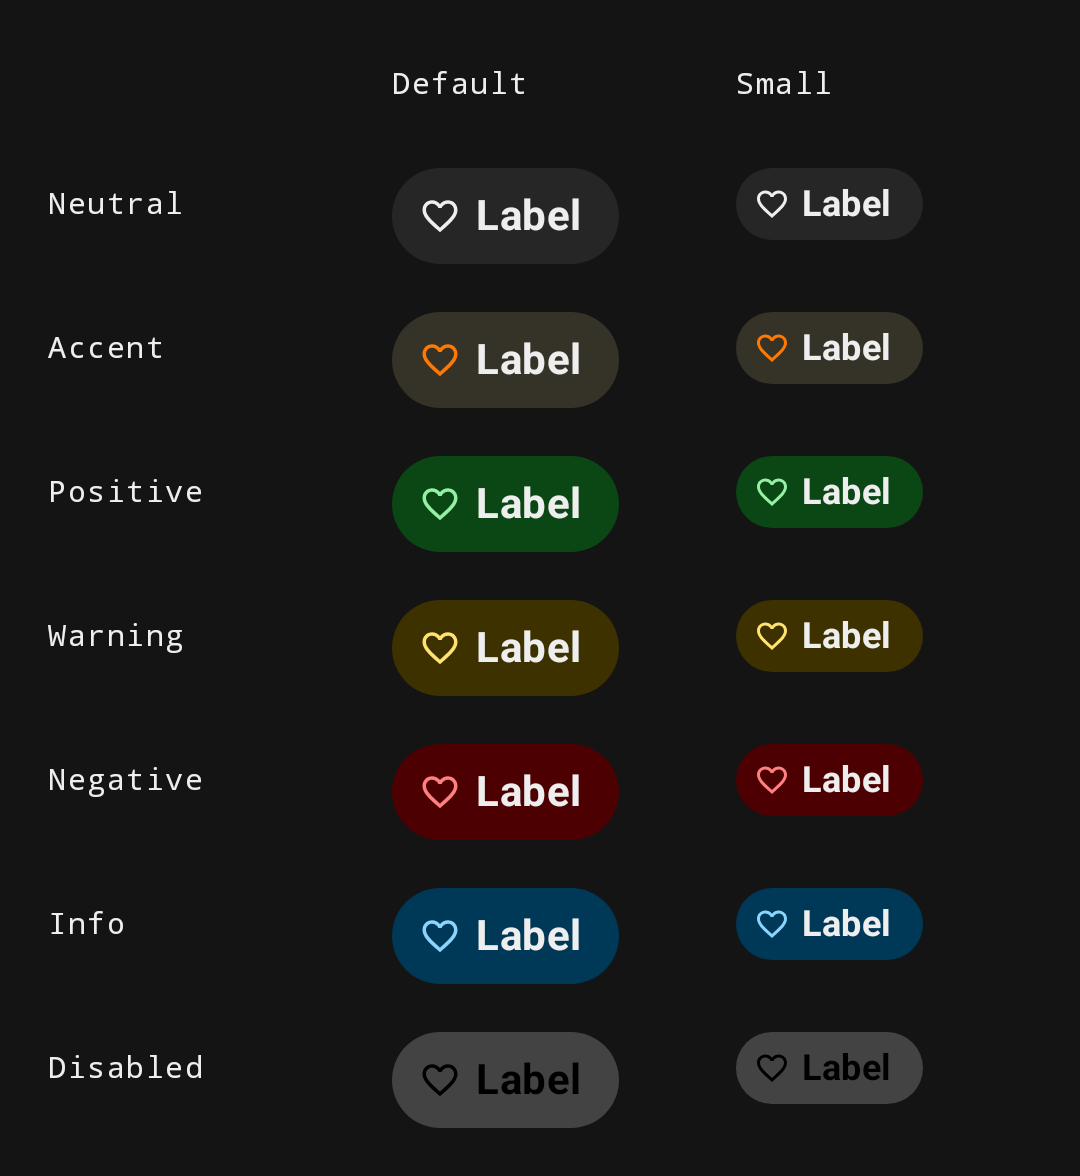 Default Small
Neutral Label Label
Accent Label Label
Positive Label Label
Warning Label Label
Negative Label Label
Info Label Label
Disabled Label Label